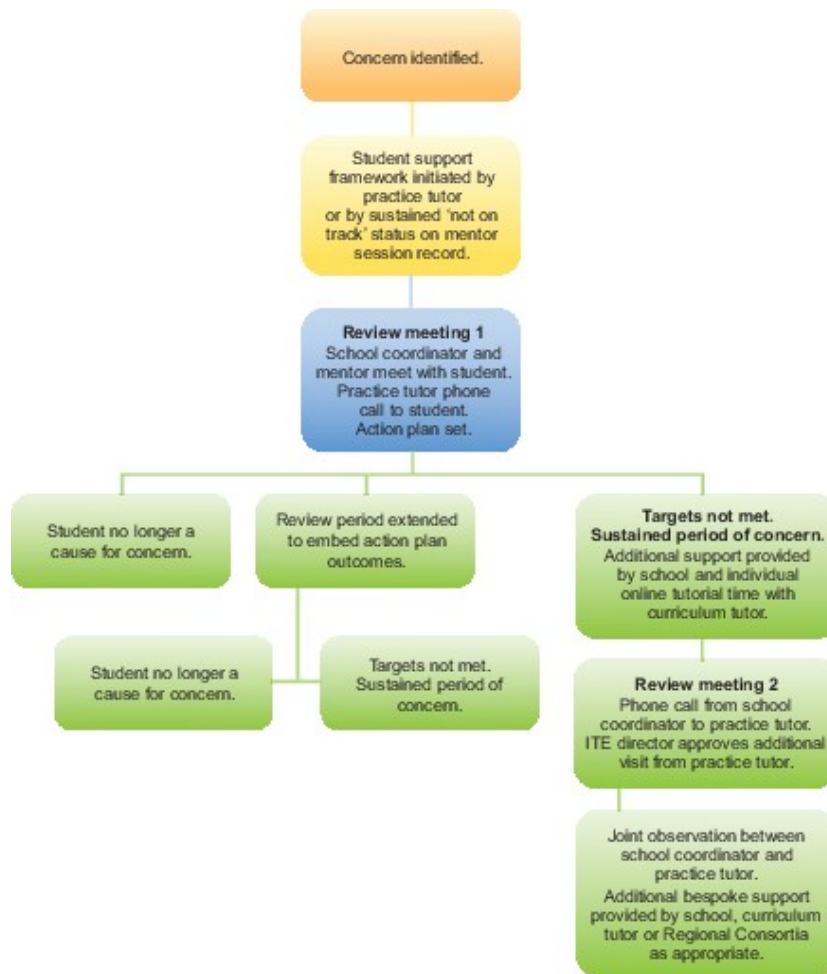 Concern identified.
Student support
framework initiated by
practice tutor
or by sustained ‘not on
track’ status on mentor
session record.
Review meeting 1
School coordinator and
mentor meet with student.
Practice tutor phone
call to student.
Action plan set.
Student no longer a
cause for concern.
Review period extended
to embed action plan
outcomes.
Targets not met.
Sustained period of concern.
Additional support provided
by school and individual
online tutorial time with
curriculum tutor.
Student no longer a
cause for concern.
Targets not met.
Sustained period of
concern.
Review meeting 2
Phone call from school
coordinator to practice tutor.
ITE director approves additional
visit from practice tutor.
Joint observation between
school coordinator and
practice tutor.
Additional bespoke support
provided by school, curriculum
tutor or Regional Consortia
as appropriate.